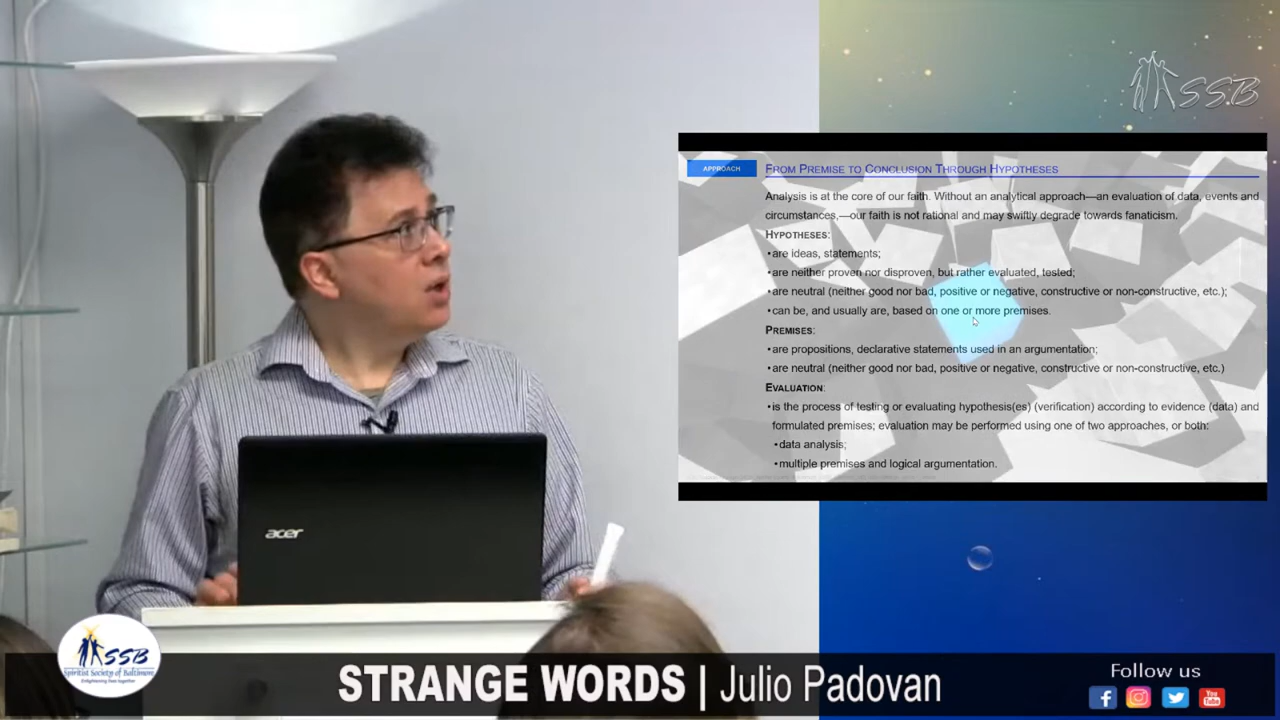 SSB
APPROACH
FROM PREMISE TO CONCLUSION THROUGH HYPOTHESES
Analysis is at the core of our faith. Without an analytical approach—an evaluation of data, events and
circumstances,—our faith is not rational and may swiftly degrade towards fanaticism.
HYPOTHESES:
•are ideas, statements;
•are neither proven nor disproven, but rather evaluated, tested;
•are neutral (neither good nor bad, positive or negative, constructive or non-constructive, etc.);
•can be, and usually are, based on one or more premises.
PREMISES:
•are propositions, declarative statements used in an argumentation;
•are neutral (neither good nor bad, positive or negative, constructive or non-constructive, etc.)
EVALUATION:
•is the process of testing or evaluating hypothesis(es) (verification) according to evidence (data) and
formulated premises; evaluation may be performed using one of two approaches, or both:
•data analysis;
•multiple premises and logical argumentation.
acer
SSB
Spiritist Society of Baltimore
Enlightening lives together
STRANGE WORDS | Julio Padovan
Follow us
You
Tube